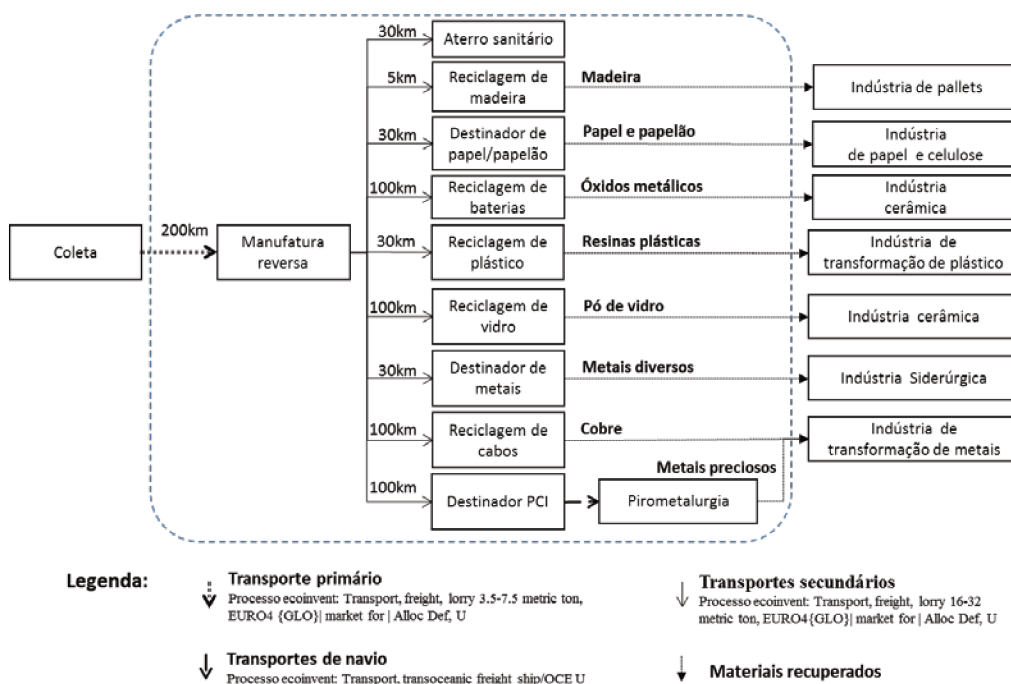 30km
Aterro sanitário
5km
Reciclagem de
madeira
Madeira
Indústria de pallets
30km
Destinador de
papel/papelão
Papel e papelão
Indústria
de papel e celulose
100km
Reciclagem de
baterias
Óxidos metálicos
Indústria
cerâmica
Coleta
200km
Manufatura
reversa
30km
Reciclagem de
plástico
Resinas plásticas
Indústria de
transformação de plástico
100km
Reciclagem de
vidro
Pó de vidro
Indústria cerâmica
30km
Destinador de
metais
Metais diversos
Indústria Siderúrgica
100km
Reciclagem de
cabos
Cobre
Indústria de
transformação de metais
Metais preciosos
100km
Destinador PCI
Pirometalurgia
Legenda:
Transporte primário
Processo ecoinvent: Transport, freight, lorry 3.5-7.5 metric ton,
EURO4 {GLO}| market for | Alloc Def, U
Transportes secundários
Processo ecoinvent: Transport, freight, lorry 16-32
metric ton, EURO4{GLO}| market for | Alloc Def, U
Transportes de navio
Processo ecoinvent: Transport, transoceanic freight ship/OCE U
Materiais recuperados